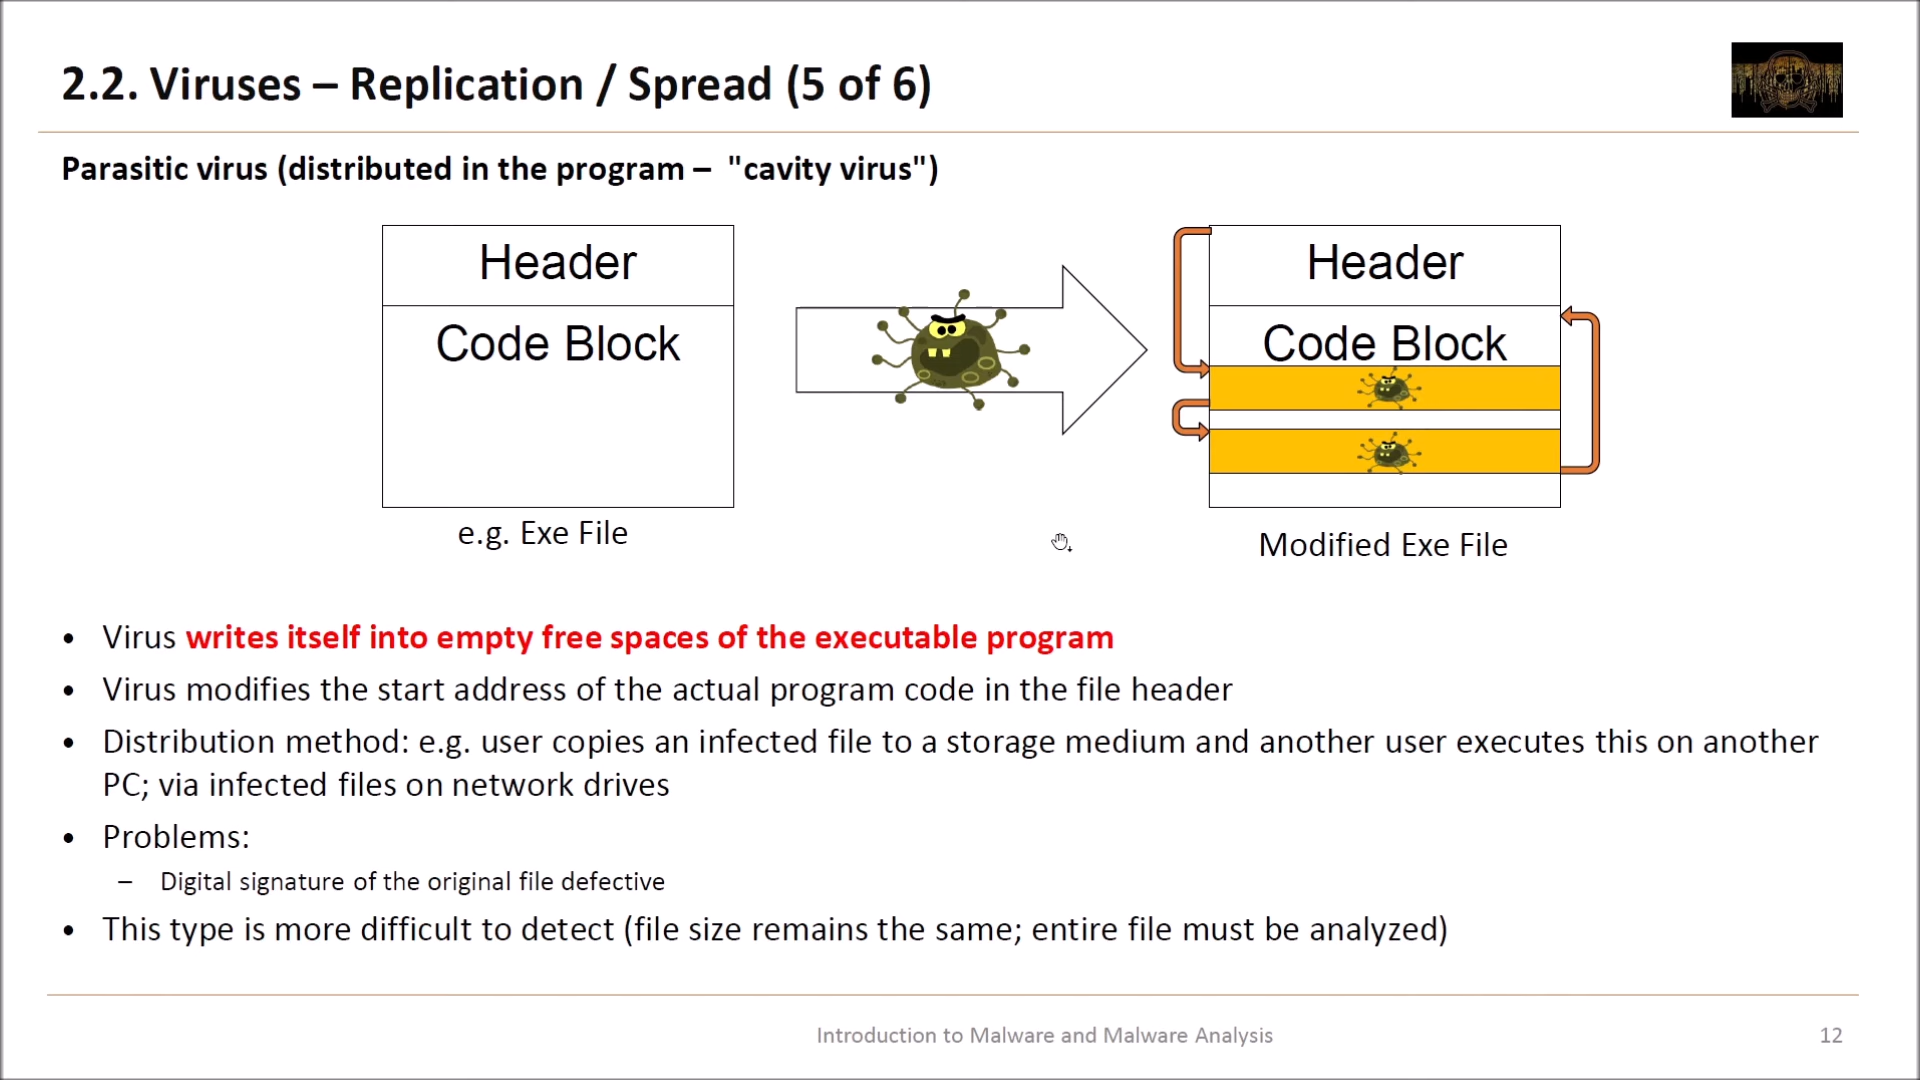 2.2. Viruses – Replication / Spread (5 of 6)
Parasitic virus (distributed in the program – "cavity virus")
Header
Code Block
e.g. Exe File
Header
Code Block
Modified Exe File
• Virus writes itself into empty free spaces of the executable program
• Virus modifies the start address of the actual program code in the file header
• Distribution method: e.g. user copies an infected file to a storage medium and another user executes this on another
PC; via infected files on network drives
• Problems:
– Digital signature of the original file defective
• This type is more difficult to detect (file size remains the same; entire file must be analyzed)
Introduction to Malware and Malware Analysis
12